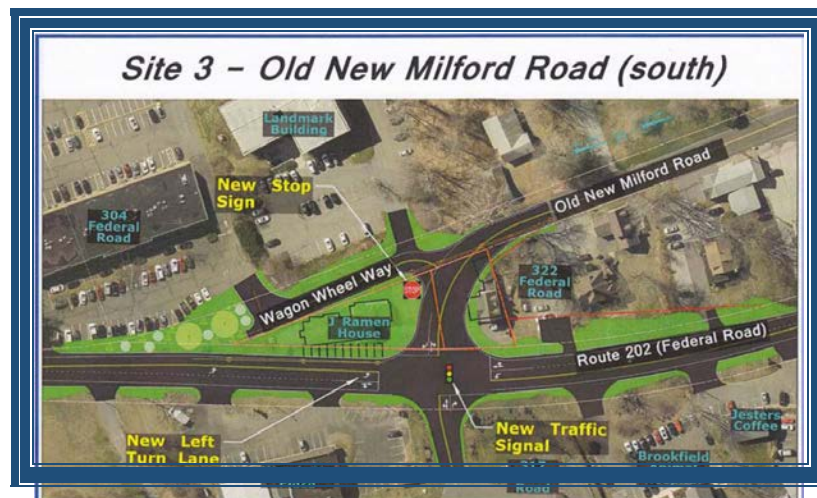 Site 3 – Old New Milford Road (south)
Landmark
Building
New Stop
Sign
304
Federal
Road
Old New Milford Road
Wagon Wheel Way
322
Federal
Road
J Ramen
House
Route 202 (Federal Road)
New Left
Turn Lane
New Traffic
Signal
Jesters
Coffee
Brookfield
Road